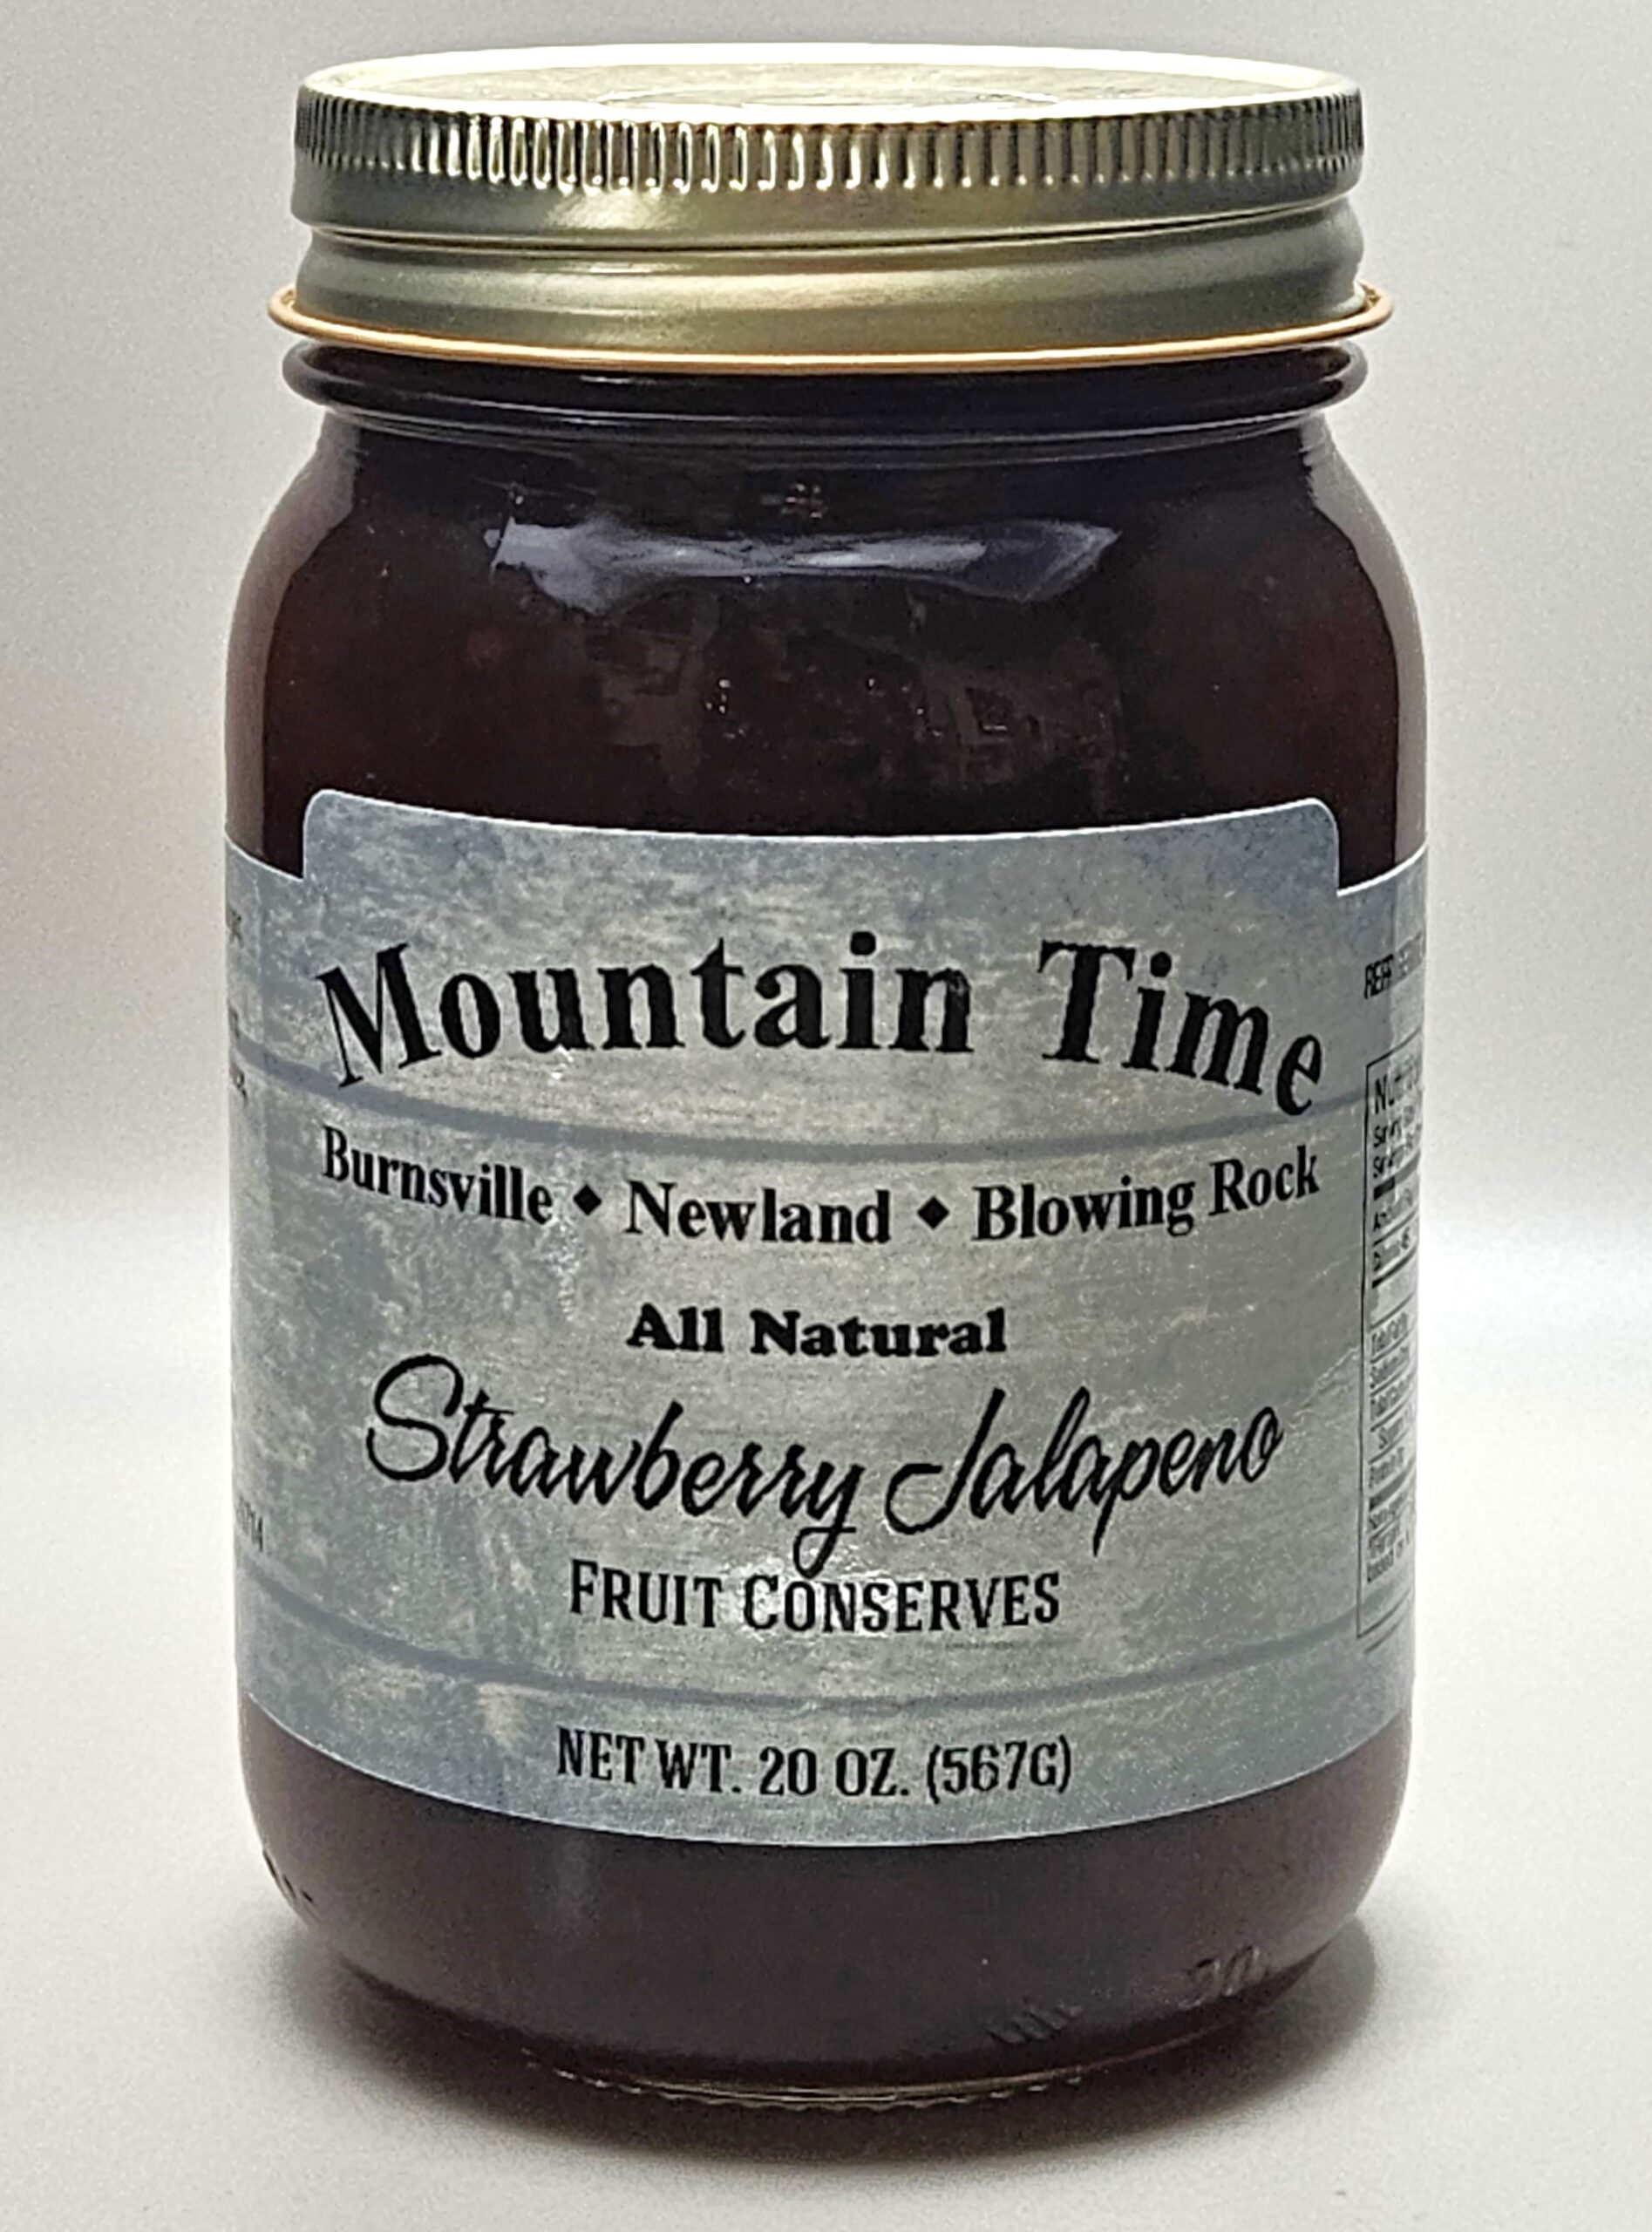 Mountain Time
Burnsville ◆ Newland ◆ Blowing Rock
All Natural
Strawberry Jalapeno
FRUIT CONSERVES
NET WT. 20 OZ. (567G)